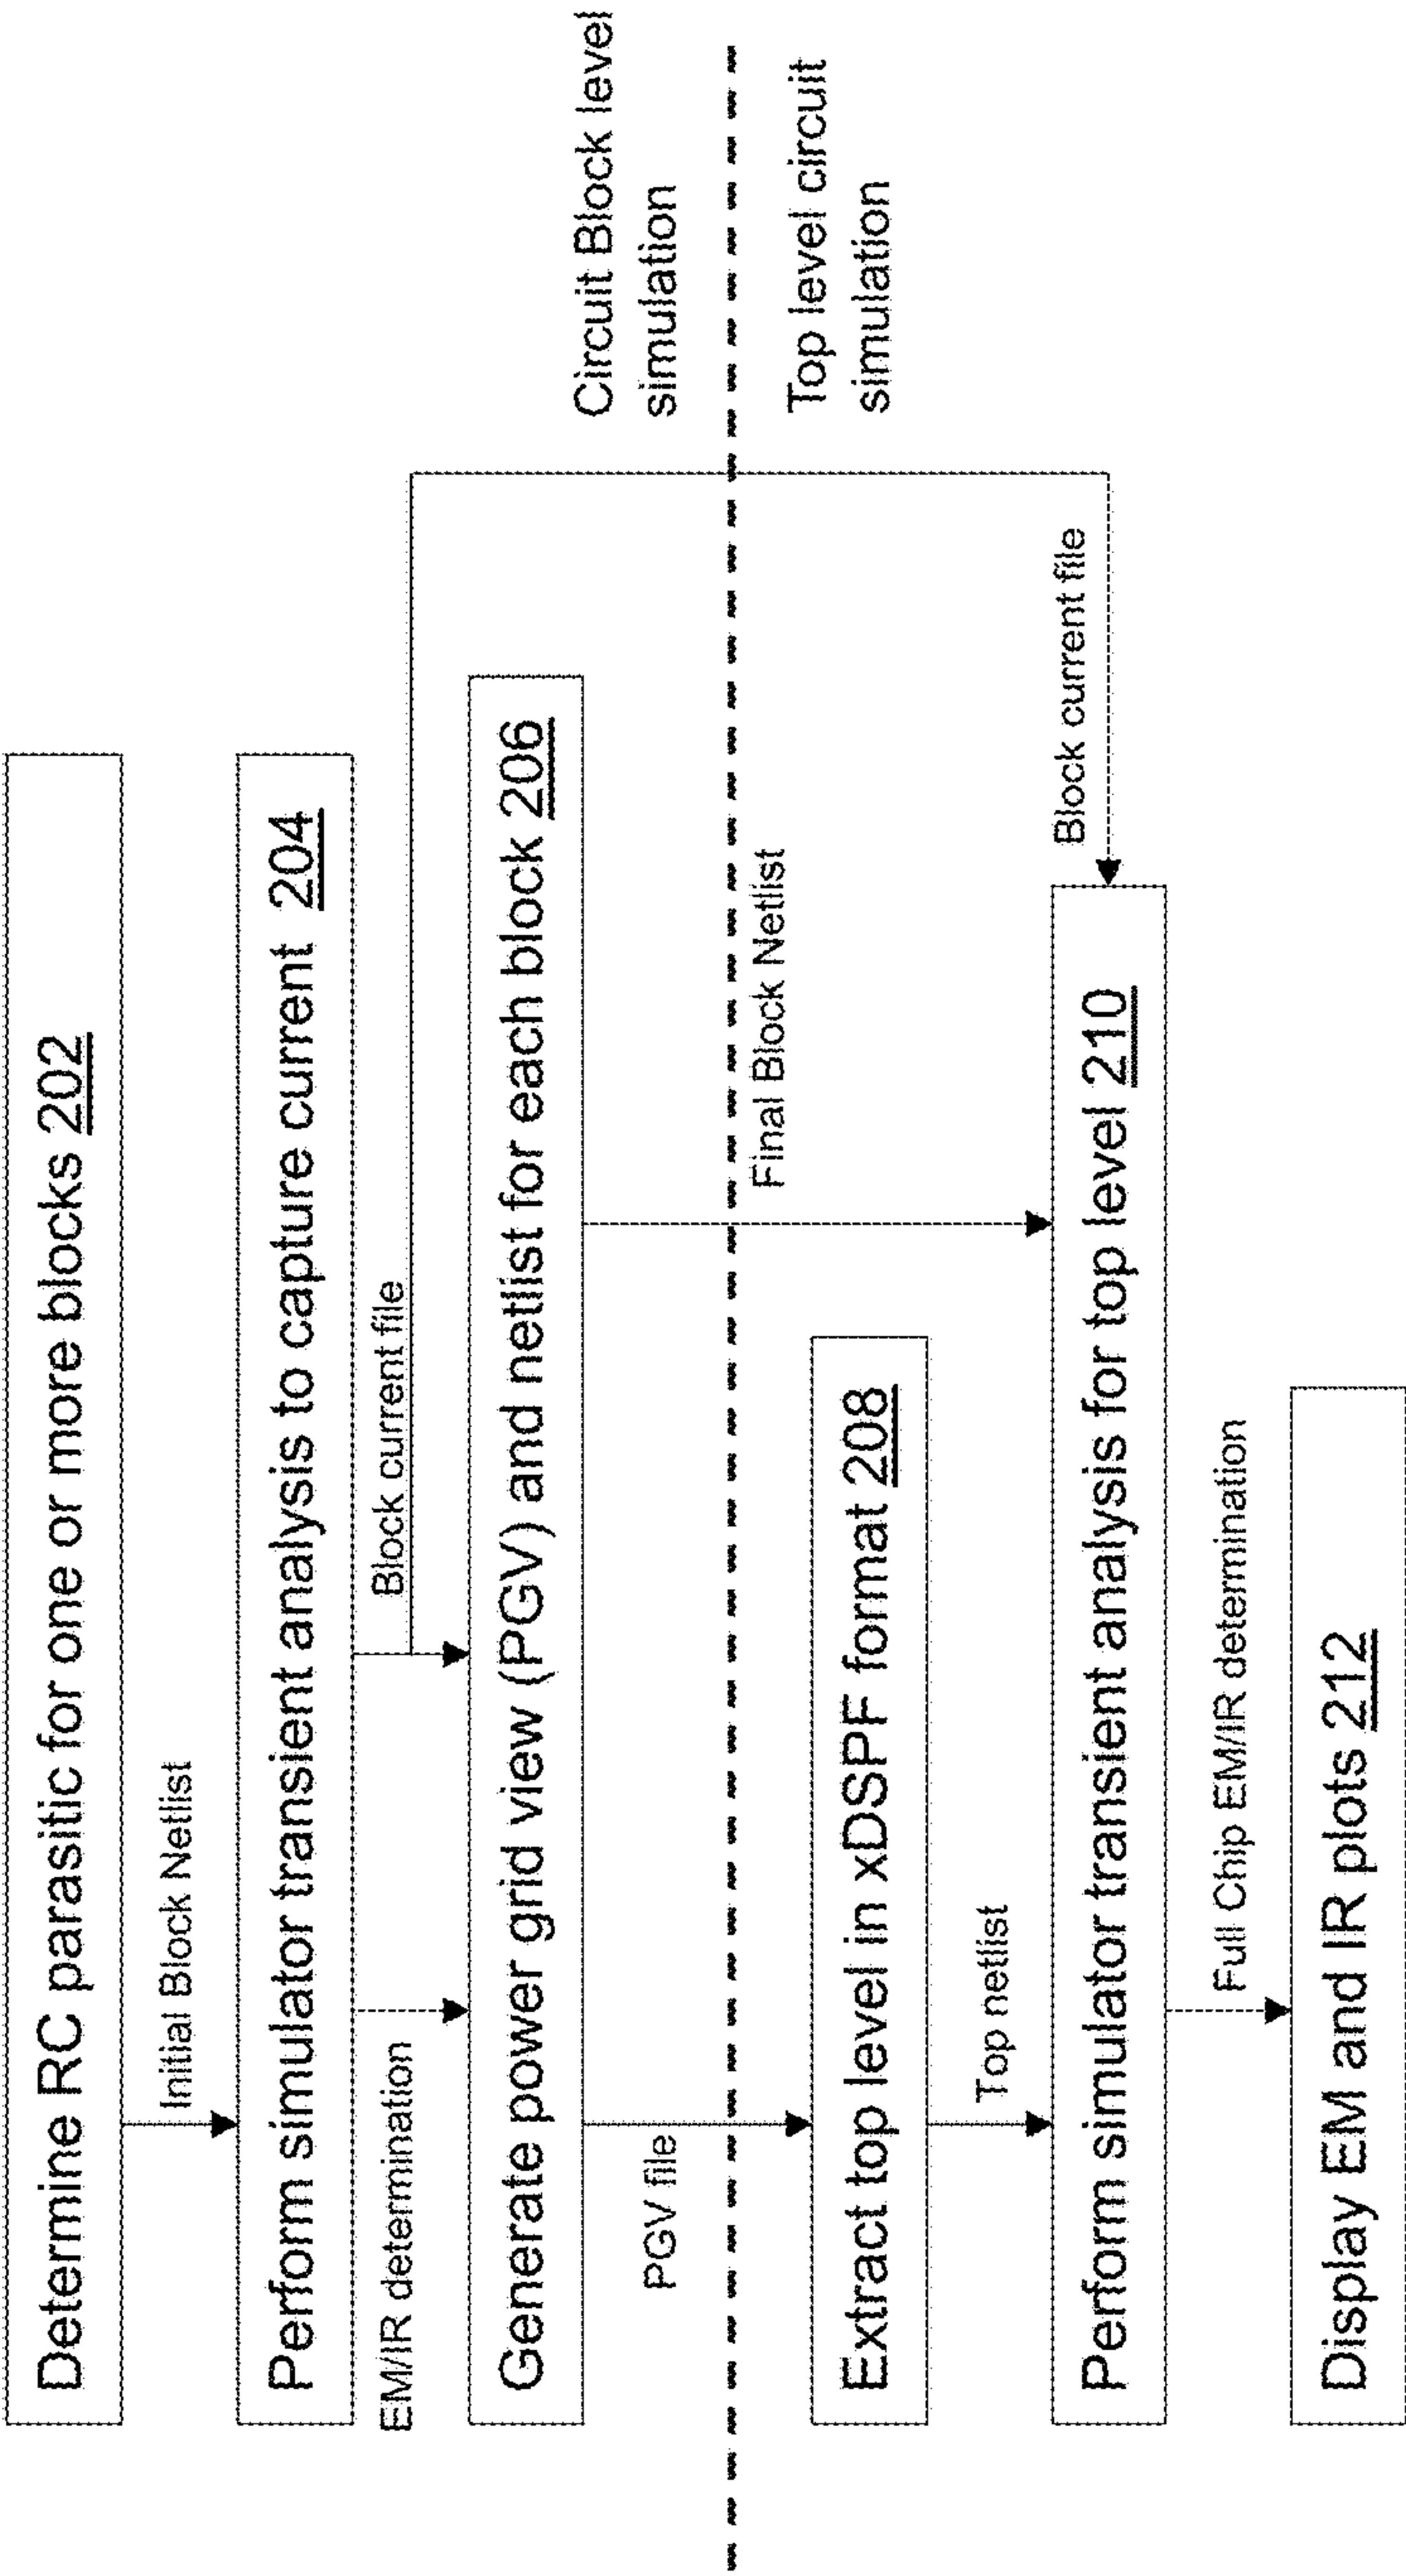 Determine RC parasitic for one or more blocks 202
Initial Block Netlist
Perform simulator transient analysis to capture current 204
EM/IR determination
Block current file
Generate power grid view (PGV) and netlist for each block 206
Circuit Block level
simulation
PGV file
Final Block Netlist
Top level circuit
simulation
Extract top level in xDSPF format 208
Top netlist
Block current file
Perform simulator transient analysis for top level 210
Full Chip EM/IR determination
Display EM and IR plots 212